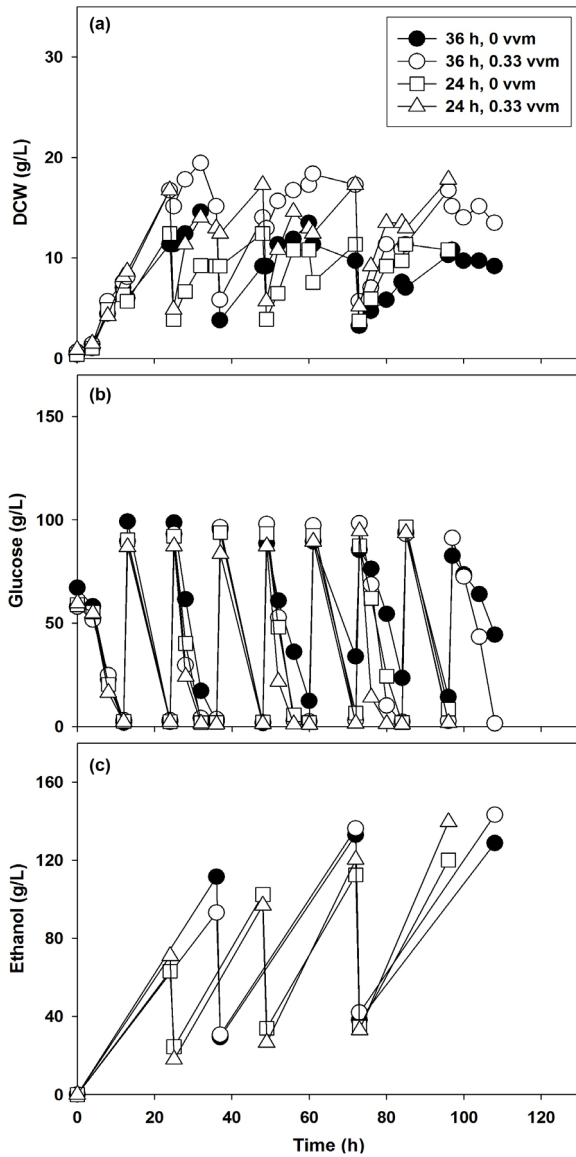 (a)
36 h, 0 vvm
36 h, 0.33 vvm
24 h, 0 vvm
24 h, 0.33 vvm
30
20
10
0
DCW (g/L)
(b)
150
100
50
0
Glucose (g/L)
(c)
160
120
80
40
0
Ethanol (g/L)
0 20 40 60 80 100 120
Time (h)